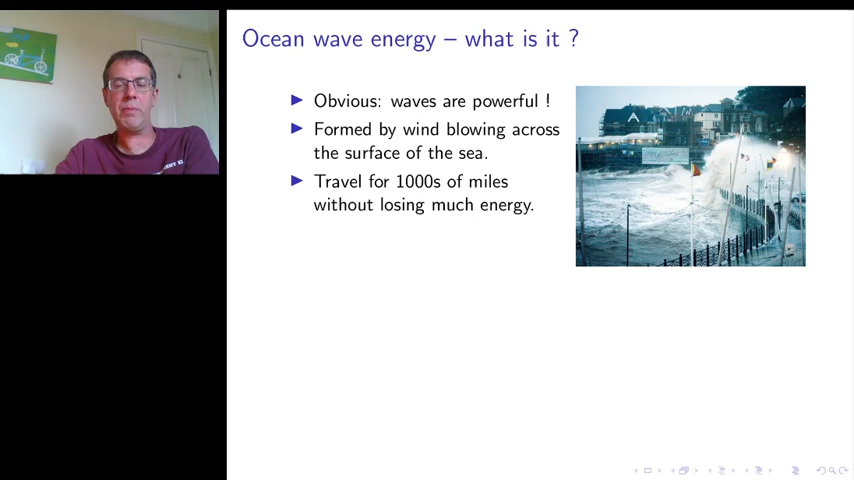 Ocean wave energy – what is it ?
▶ Obvious: waves are powerful !
▶ Formed by wind blowing across
the surface of the sea.
▶ Travel for 1000s of miles
without losing much energy.